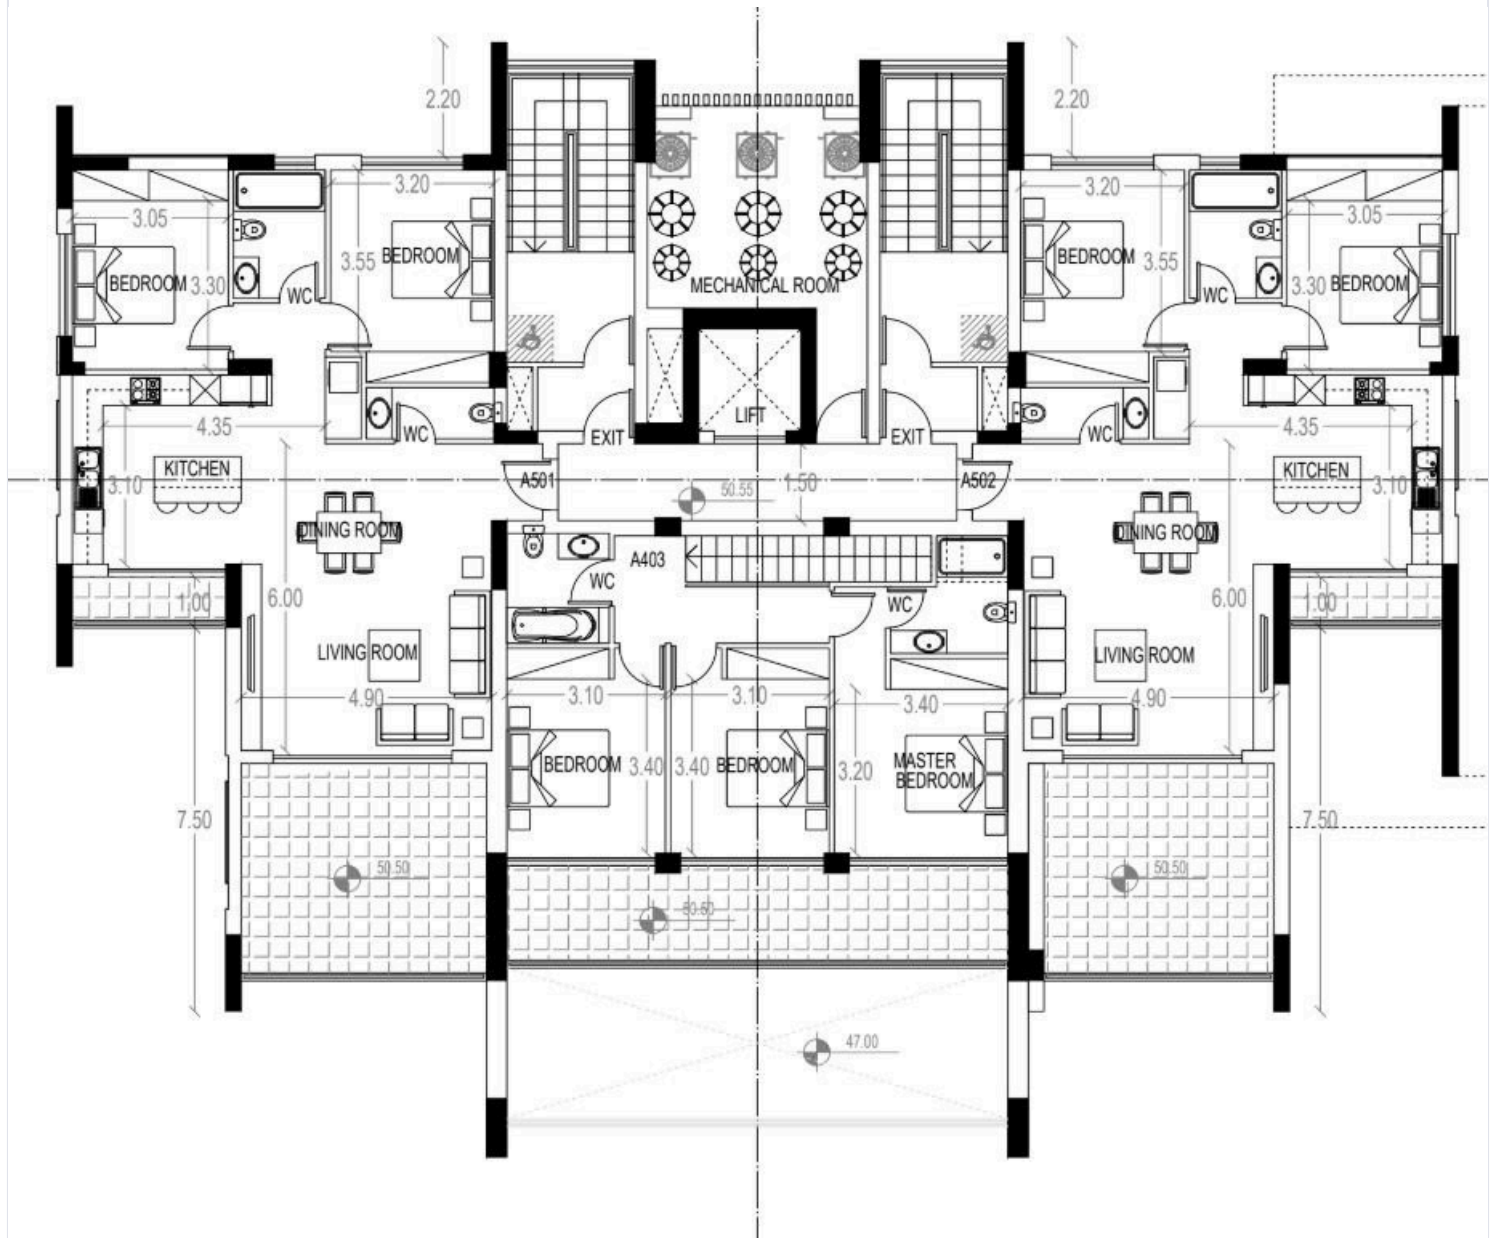 2.20
2.20
3.20
3.20
3.05
3.05
BEDROOM
3.55
BEDROOM
3.55
BEDROOM
3.30
BEDROOM
3.30
MECHANICAL ROOM
WC
WC
LIFT
4.35
WC
EXIT
EXIT
WC
4.35
KITCHEN
3.10
A501
50.55
1.50
A502
KITCHEN
3.10
DINING ROOM
DINING ROOM
A403
WC
WC
1.00
6.00
6.00
1.00
LIVING ROOM
LIVING ROOM
4.90
3.10
3.10
3.40
4.90
BEDROOM
3.40
3.40
BEDROOM
3.20
MASTER
BEDROOM
7.50
7.50
50.50
50.50
50.50
47.00